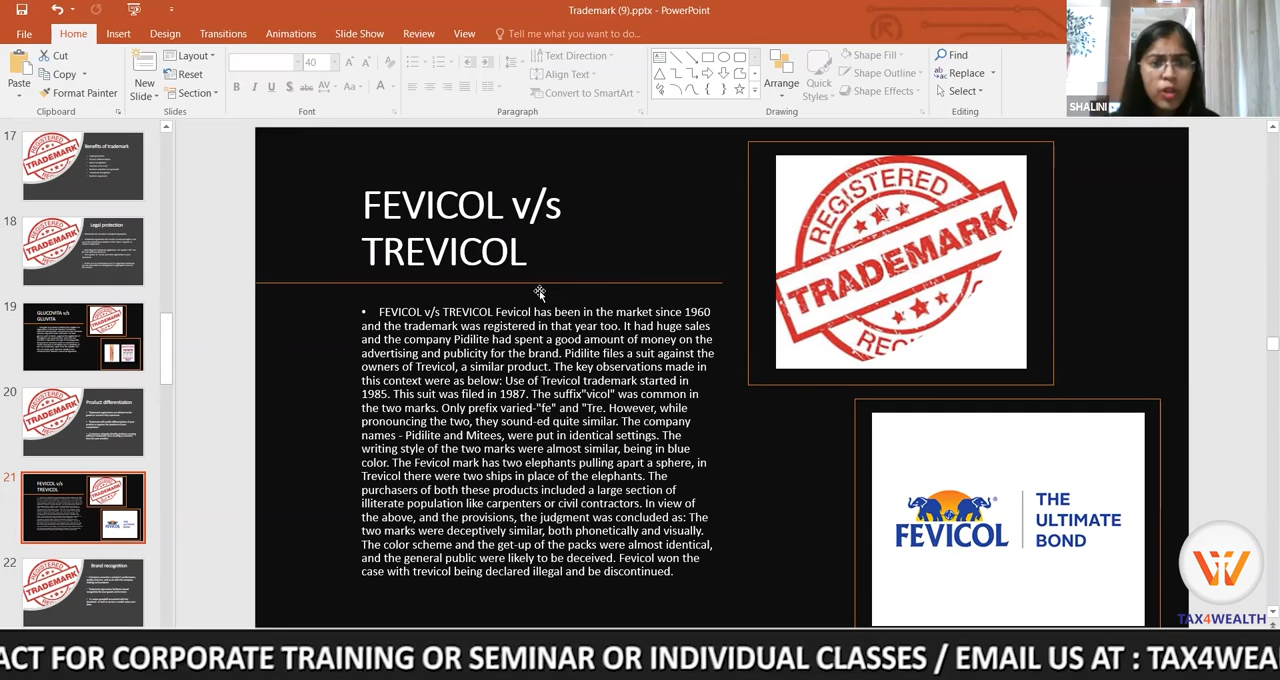 Trademark (9).pptx - PowerPoint
File Home Insert Design Transitions Animations Slide Show Review View Tell me what you want to do...
Paste
Cut
Copy
Format Painter
Clipboard
New
Slide
Layout
Reset
Section
Slides
40
B I U S abc AV Aa A
Font
Text Direction
Align Text
Convert to SmartArt
Paragraph
Arrange
Quick
Styles
Shape Fill
Shape Outline
Shape Effects
Drawing
Find
Replace
Select
Editing
SHALINI
17
REGISTERED
TRADEMARK
Benefits of trademark
18
TRADEMARK
Legal protection
19
GLUCOVITA v/s
GLUVITA
TRADEMARK
20
TRADEMARK
Product differentiation
21
FEVICOL v/s
TREVICOL
TRADEMARK
22
TRADEMARK
Brand recognition
FEVICOL v/s
TREVICOL
• FEVICOL v/s TREVICOL Fevicol has been in the market since 1960
and the trademark was registered in that year too. It had huge sales
and the company Pidilite had spent a good amount of money on the
advertising and publicity for the brand. Pidilite files a suit against the
owners of Trevicol, a similar product. The key observations made in
this context were as below: Use of Trevicol trademark started in
1985. This suit was filed in 1987. The suffix"vicol" was common in
the two marks. Only prefix varied-"fe" and "Tre. However, while
pronouncing the two, they sound-ed quite similar. The company
names - Pidilite and Mitees, were put in identical settings. The
writing style of the two marks were almost similar, being in blue
color. The Fevicol mark has two elephants pulling apart a sphere, in
Trevicol there were two ships in place of the elephants. The
purchasers of both these products included a large section of
illiterate population like carpenters or civil contractors. In view of
the above, and the provisions, the judgment was concluded as: The
two marks were deceptively similar, both phonetically and visually.
The color scheme and the get-up of the packs were almost identical,
and the general public were likely to be deceived. Fevicol won the
case with trevicol being declared illegal and be discontinued.
REGISTERED
TRADEMARK
FEVICOL®
THE
ULTIMATE
BOND
TAX4WEALTH
ACT FOR CORPORATE TRAINING OR SEMINAR OR INDIVIDUAL CLASSES / EMAIL US AT : TAX4WEA